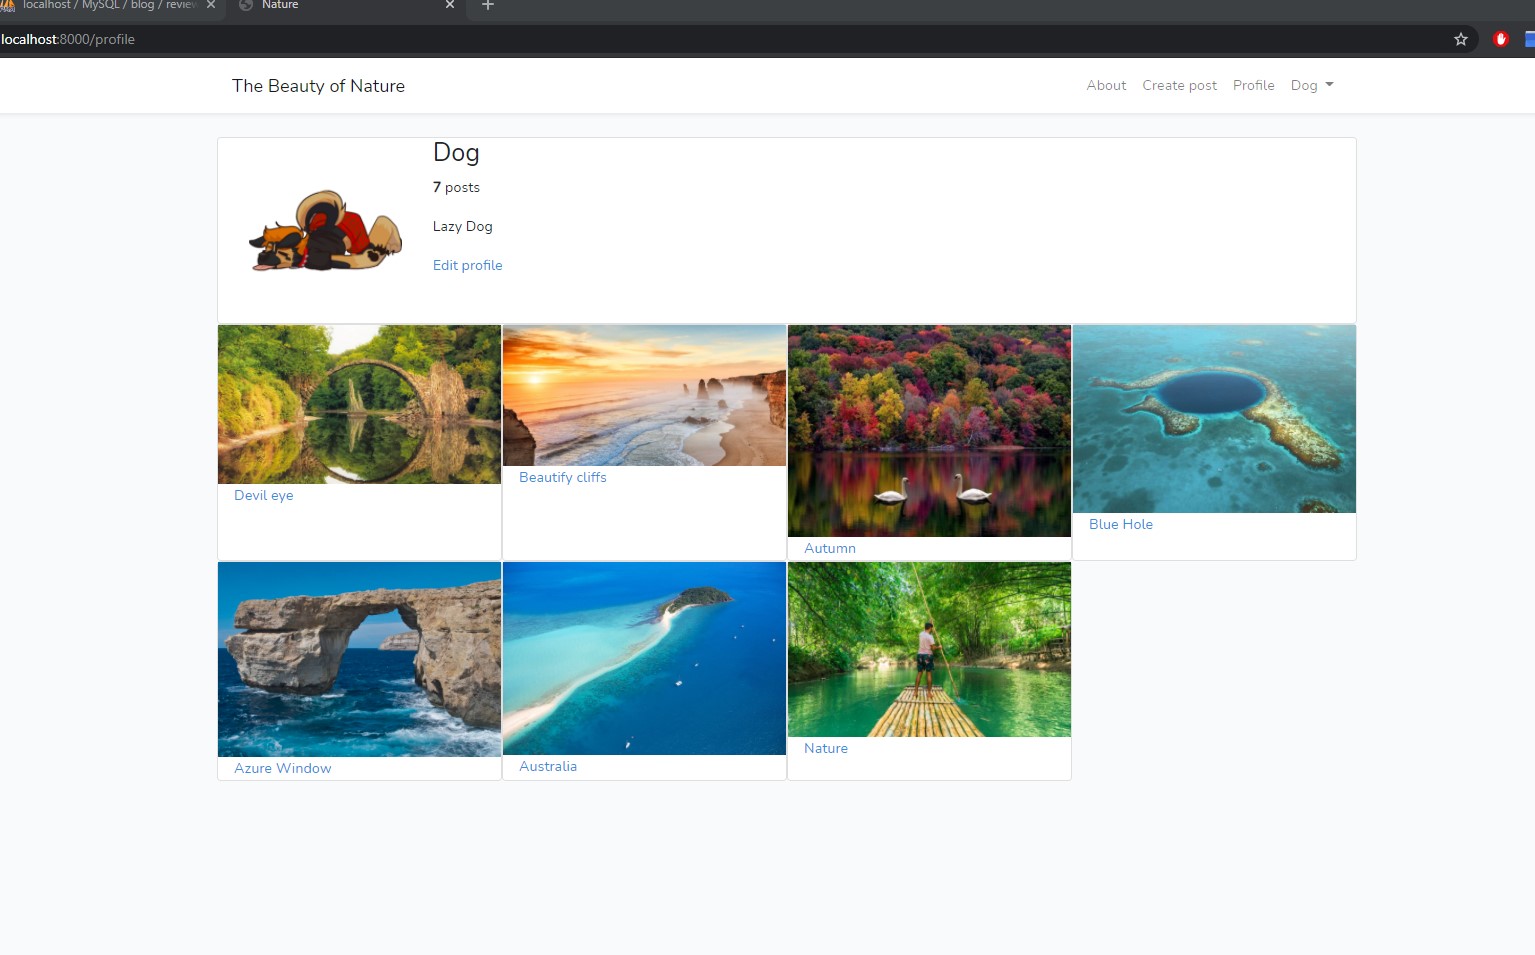 localhost / MySQL / blog / review
Nature
localhost:8000/profile
The Beauty of Nature
About Create post Profile Dog
Dog
7 posts
Lazy Dog
Edit profile
Devil eye
Beautify cliffs
Autumn
Blue Hole
Azure Window
Australia
Nature